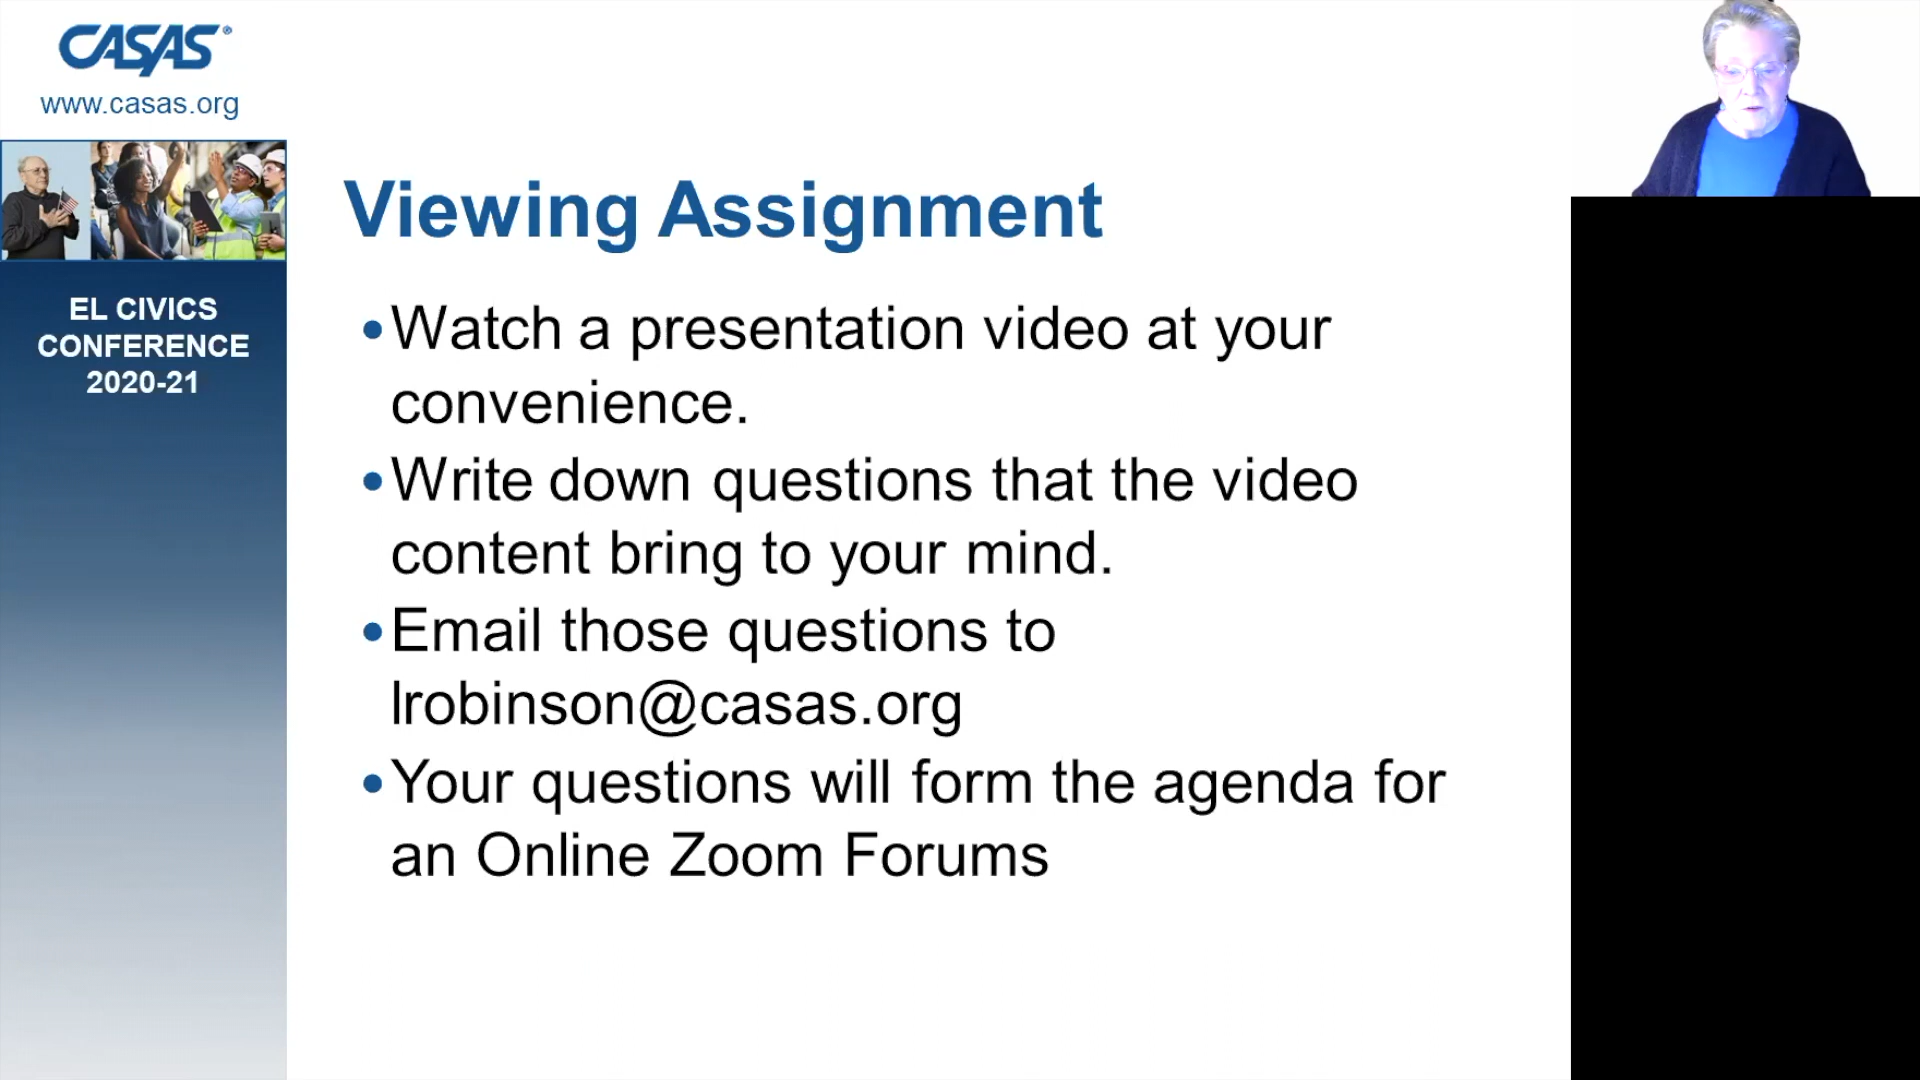 CASAS®
www.casas.org
EL CIVICS
CONFERENCE
2020-21
Viewing Assignment
•Watch a presentation video at your
convenience.
•Write down questions that the video
content bring to your mind.
•Email those questions to
lrobinson@casas.org
•Your questions will form the agenda for
an Online Zoom Forums